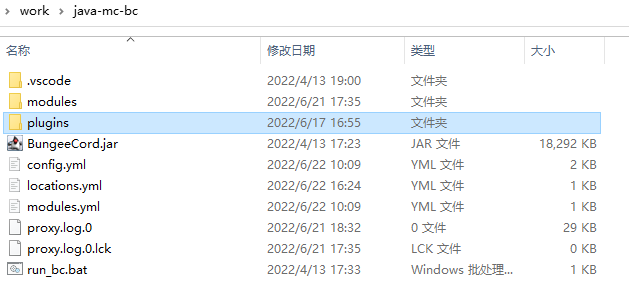 work › java-mc-bc
名称 修改日期 类型 大小
.vscode 2022/4/13 19:00 文件夹
modules 2022/6/21 17:35 文件夹
plugins 2022/6/17 16:55 文件夹
BungeeCord.jar 2022/4/13 17:23 JAR 文件 18,292 KB
config.yml 2022/6/22 10:09 YML 文件 2 KB
locations.yml 2022/6/22 16:24 YML 文件 1 KB
modules.yml 2022/6/22 10:09 YML 文件 1 KB
proxy.log.0 2022/6/21 18:32 0 文件 29 KB
proxy.log.0.lck 2022/6/21 17:35 LCK 文件 0 KB
run_bc.bat 2022/4/13 17:33 Windows 批处理... 1 KB